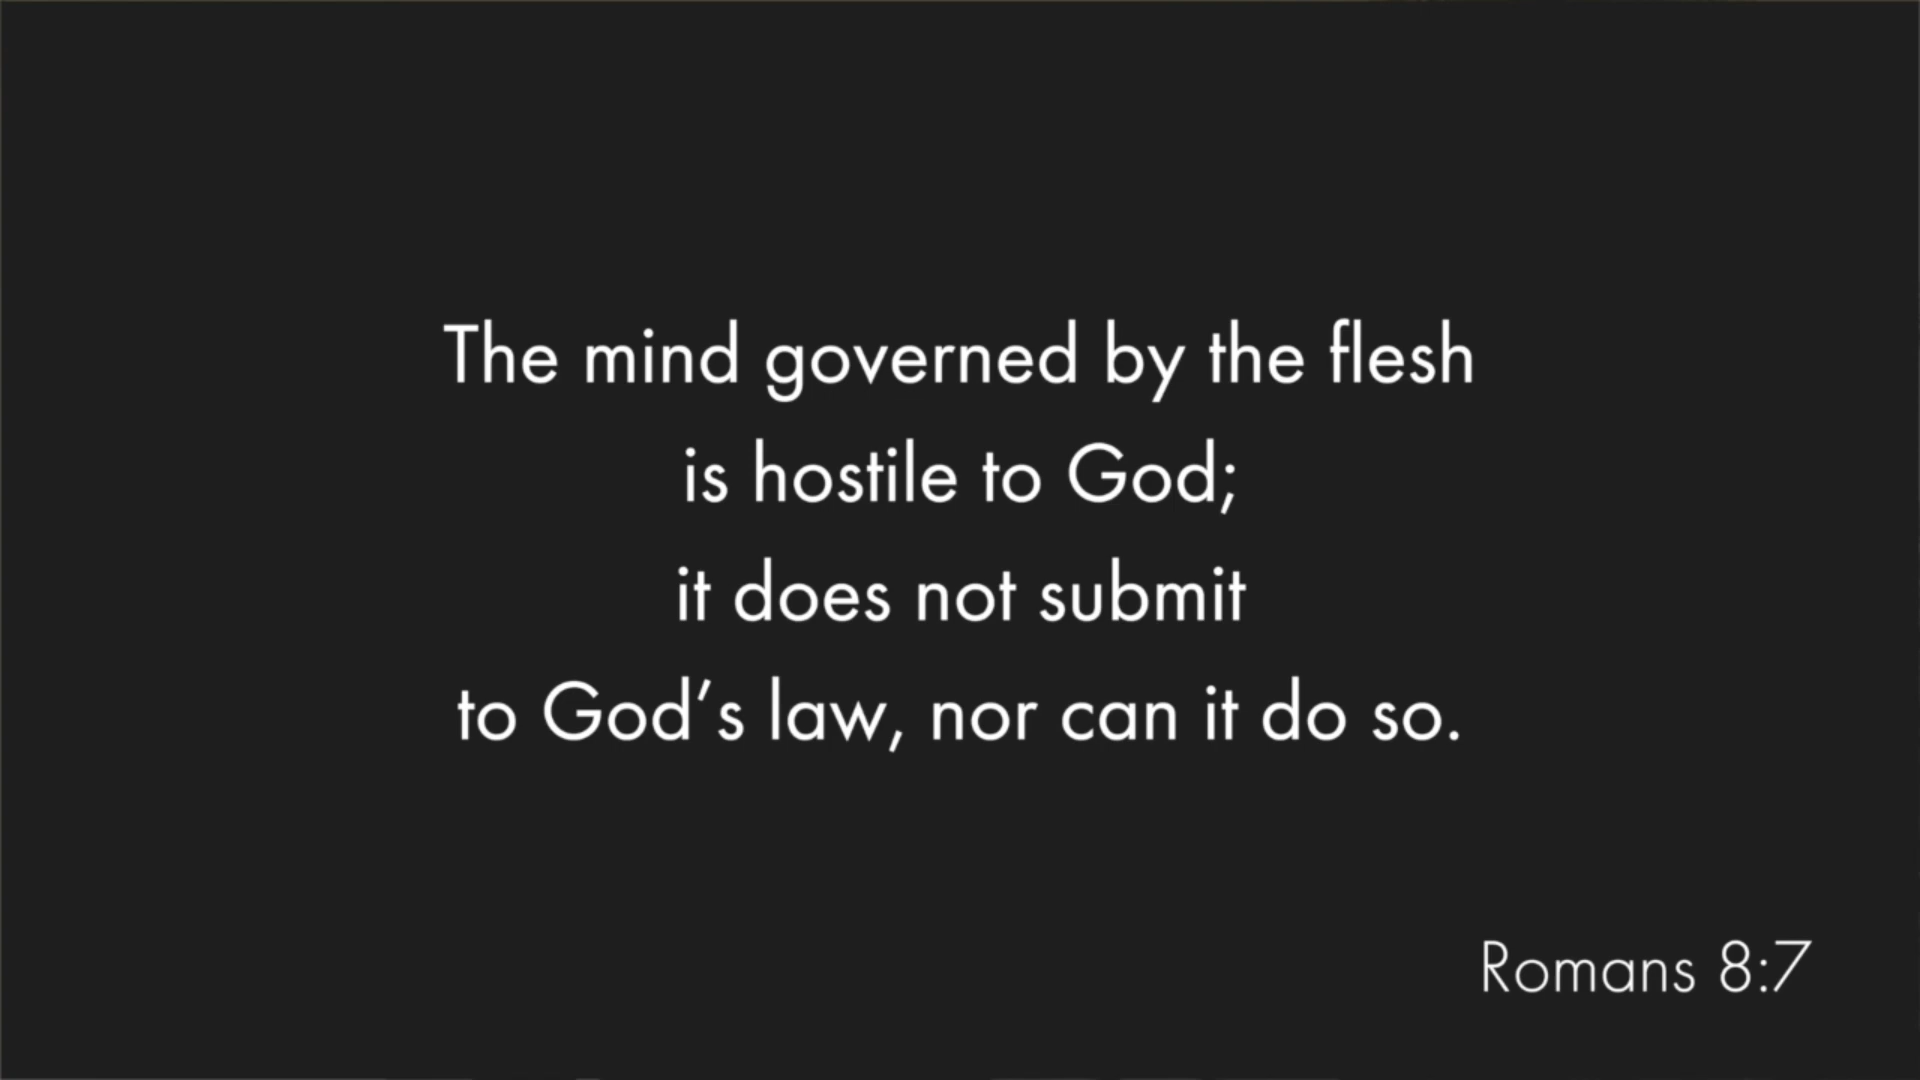 The mind governed by the flesh
is hostile to God;
it does not submit
to God’s law, nor can it do so.
Romans 8:7